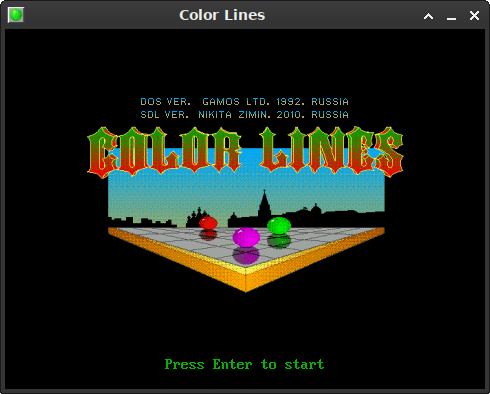 Color Lines
DOS VER. GAMOS LTD. 1992. RUSSIA
SDL VER. NIKITA ZIMIN. 2010. RUSSIA
COLOR LINES
Press Enter to start